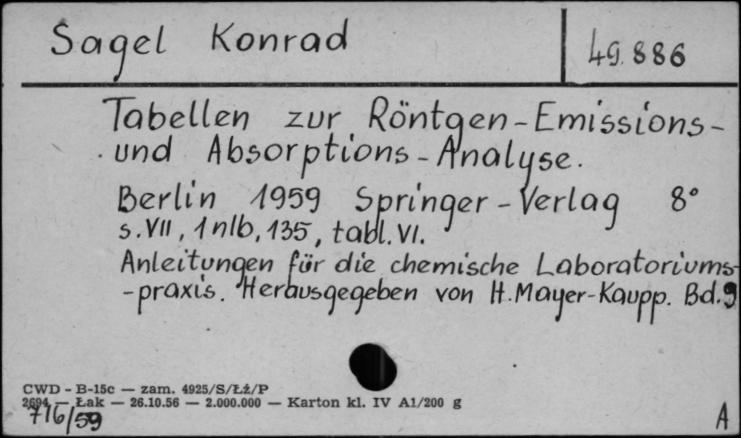 Sagel Konrad
49.886
Tabellen zur Röntgen-Emissions-
und Absorptions-Analyse.
Berlin 1959 Springer-Verlag 8°
s.VII, 1nlb, 135, tabl. VI.
Anleitungen für die chemische Laboratoriums-
-praxis. Herausgegeben von H. Mayer-Kaupp. Bd.9
CWD - B-15c — zam. 4925/S/Łż/P
2694 — Łak — 26.10.56 — 2.000.000 — Karton kl. IV A1/200 g
716/59
A